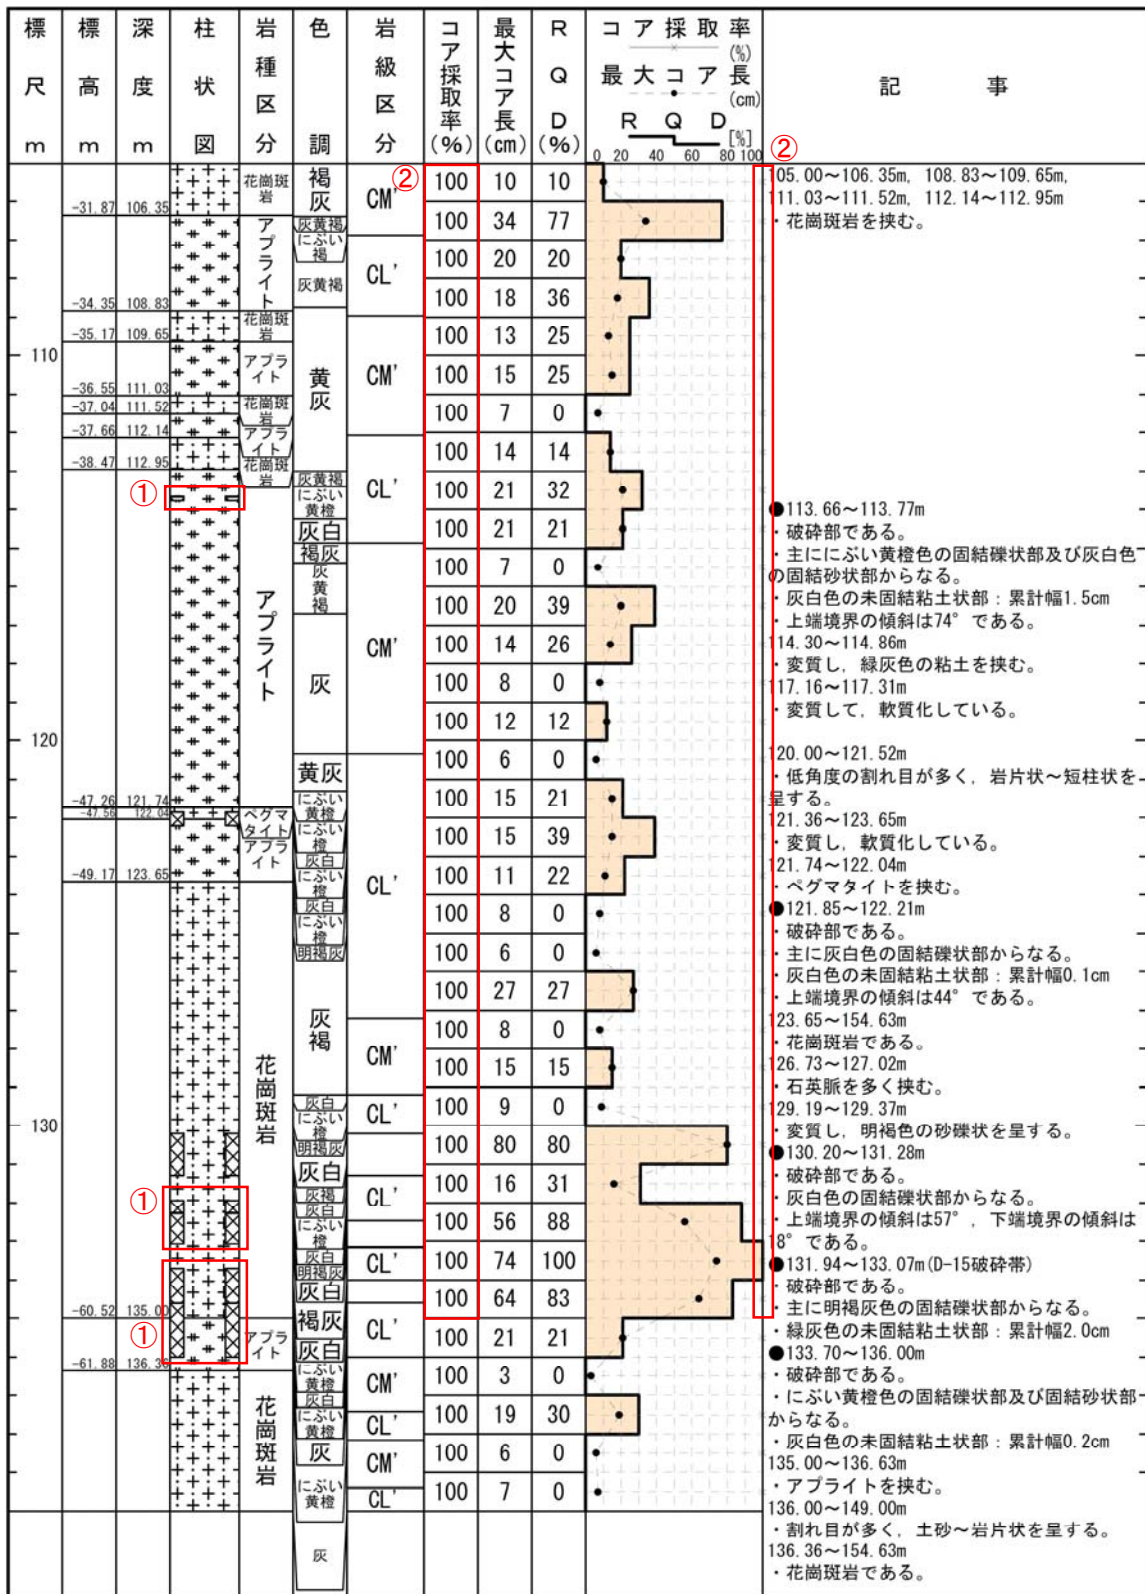 標尺 m
標高 m
深度 m
柱状図
岩種区分
色調
岩級区分
コア採取率 (%)
最大コア長 (cm)
RQD (%)
コア採取率 (%)
最大コア長 (cm)
RQD [%]
0 20 40 60 80 100
記事
②
②
①
①
①
110
120
130
-31.87 106.35
-34.35 108.83
-35.17 109.65
-36.55 111.03
-37.04 111.52
-37.66 112.14
-38.47 112.95
-47.26 121.74
-47.56 122.04
-49.17 123.65
-60.52 135.00
-61.88 136.36
花崗斑岩
アプライト
花崗斑岩
アプライト
花崗斑岩
アプライト
花崗斑岩
アプライト
ペグマタイト
アプライト
花崗斑岩
アプライト
花崗斑岩
褐灰
灰黄褐
にぶい褐
灰黄褐
黄灰
灰黄褐
にぶい黄橙
灰白
褐灰
灰黄褐
灰
黄灰
にぶい黄橙
にぶい橙
灰白
にぶい橙
灰白
にぶい橙
明褐灰
灰褐
灰白
にぶい橙
明褐灰
灰白
灰褐
灰白
にぶい橙
灰白
明褐灰
灰白
褐灰
灰白
にぶい黄橙
灰白
にぶい黄橙
灰
にぶい黄橙
灰
CM'
CL'
CM'
CL'
CM'
CL'
CM'
CL'
CL'
CL'
CL'
CM'
CL'
CM'
CL'
100 10 10
100 34 77
100 20 20
100 18 36
100 13 25
100 15 25
100 7 0
100 14 14
100 21 32
100 21 21
100 7 0
100 20 39
100 14 26
100 8 0
100 12 12
100 6 0
100 15 21
100 15 39
100 11 22
100 8 0
100 6 0
100 27 27
100 8 0
100 15 15
100 9 0
100 80 80
100 16 31
100 56 88
100 74 100
100 64 83
100 21 21
100 3 0
100 19 30
100 6 0
100 7 0
105.00～106.35m, 108.83～109.65m,
111.03～111.52m, 112.14～112.95m
・花崗斑岩を挟む。
●113.66～113.77m
・破砕部である。
・主ににぶい黄橙色の固結礫状部及び灰白色
の固結砂状部からなる。
・灰白色の未固結粘土状部：累計幅1.5cm
・上端境界の傾斜は74°である。
114.30～114.86m
・変質し，緑灰色の粘土を挟む。
117.16～117.31m
・変質して，軟質化している。
120.00～121.52m
・低角度の割れ目が多く，岩片状～短柱状を
呈する。
121.36～123.65m
・変質し，軟質化している。
121.74～122.04m
・ペグマタイトを挟む。
●121.85～122.21m
・破砕部である。
・主に灰白色の固結礫状部からなる。
・灰白色の未固結粘土状部：累計幅0.1cm
・上端境界の傾斜は44°である。
123.65～154.63m
・花崗斑岩である。
126.73～127.02m
・石英脈を多く挟む。
129.19～129.37m
・変質し，明褐色の砂礫状を呈する。
●130.20～131.28m
・破砕部である。
・灰白色の固結礫状部からなる。
・上端境界の傾斜は57°，下端境界の傾斜は
18°である。
●131.94～133.07m(D-15破砕帯)
・破砕部である。
・主に明褐灰色の固結礫状部からなる。
・緑灰色の未固結粘土状部：累計幅2.0cm
●133.70～136.00m
・破砕部である。
・にぶい黄橙色の固結礫状部及び固結砂状部
からなる。
・灰白色の未固結粘土状部：累計幅0.2cm
135.00～136.63m
・アプライトを挟む。
136.00～149.00m
・割れ目が多く，土砂～岩片状を呈する。
136.36～154.63m
・花崗斑岩である。